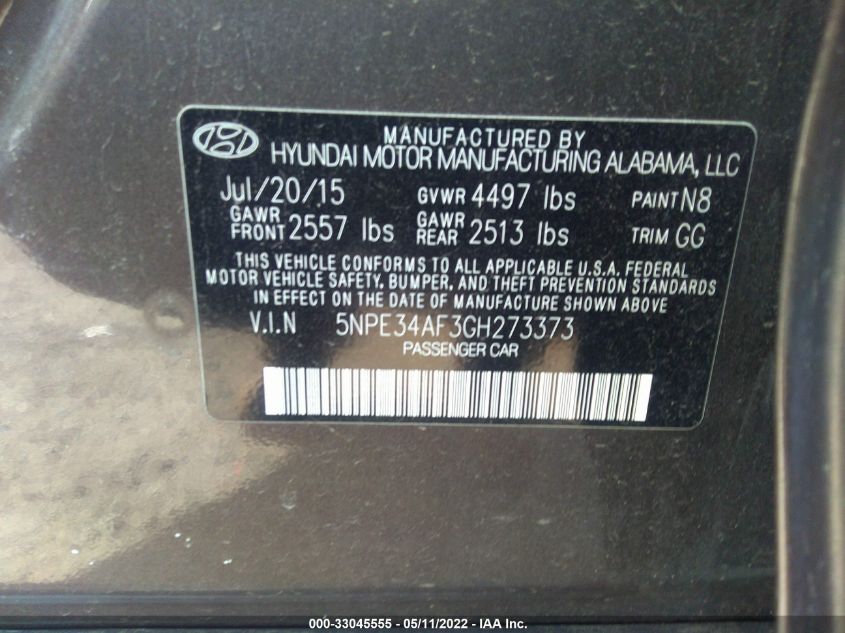 MANUFACTURED BY
HYUNDAI MOTOR MANUFACTURING ALABAMA, LLC
Jul/20/15 GVWR 4497 lbs PAINT N8
GAWR FRONT 2557 lbs GAWR REAR 2513 lbs TRIM GG
THIS VEHICLE CONFORMS TO ALL APPLICABLE U.S.A. FEDERAL
MOTOR VEHICLE SAFETY, BUMPER, AND THEFT PREVENTION STANDARDS
IN EFFECT ON THE DATE OF MANUFACTURE SHOWN ABOVE.
V.I.N 5NPE34AF3GH273373
PASSENGER CAR
000-33045555 - 05/11/2022 - IAA Inc.